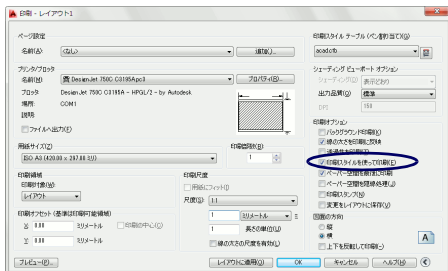 印刷 - レイアウト1
ページ設定
名前(A):
<なし>
追加()...
印刷スタイル テーブル (ペン割り当て)(G)
acad.ctb
プリンタ/プロッタ
名前(M):
DesignJet 750C C3195A.pc3
プロパティ(R)...
プロッタ:
DesignJet 750C C3195A - HPGL/2 - by Autodesk
場所:
COM1
説明:
ファイルへ出力(F)
シェーディング ビューポート オプション
シェーディング(D)
表示どおり
出力品質(Q)
標準
DPI
150
用紙サイズ(Z)
ISO A3 (420.00 x 297.00 ミリ)
印刷部数(B)
1
印刷オプション
バックグラウンド印刷(K)
線の太さを印刷に反映
印刷スタイルを使って印刷(E)
ペーパー空間を最後に印刷
ペーパー空間を隠線処理(J)
印刷スタンプ(N)
変更をレイアウトに保存(V)
印刷領域
印刷対象(W):
レイアウト
印刷尺度
用紙にフィット(I)
尺度(S):
1:1
1
ミリメートル
1
長さの単位(U)
線の太さの尺度を有効(L)
印刷オフセット (基準は印刷可能領域)
X:
0.00
ミリメートル
印刷の中心(C)
Y:
0.00
ミリメートル
図面の方向
縦
横
上下を反転して印刷(-)
A
プレビュー(P)...
レイアウトに適用(O)
OK
キャンセル
ヘルプ(H)